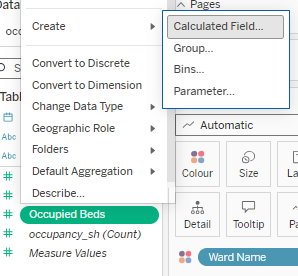 Data
Pages
Create
Calculated Field...
occ
Group...
S
Convert to Discrete
Bins...
Convert to Dimension
Parameter...
Table
Change Data Type
Geographic Role
Automatic
Abc
Folders
Abc
Default Aggregation
Colour
Size
La
Describe...
Occupied Beds
occupancy_sh (Count)
Detail
Tooltip
Pa
Measure Values
Ward Name